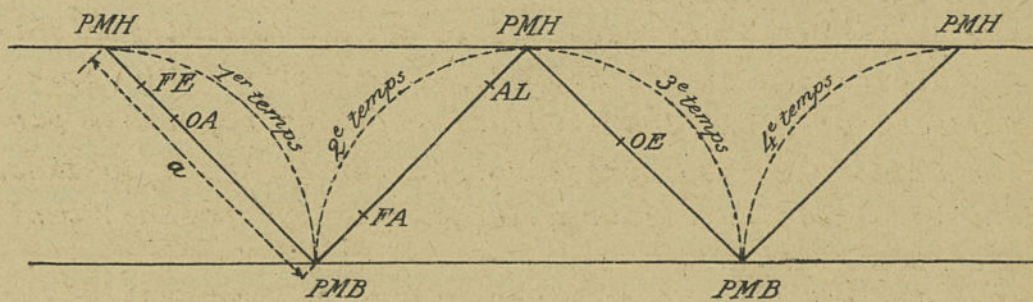 PMH
PMH
PMH
FE
1er temps
2e temps
AL
3e temps
4e temps
OA
OE
a
FA
PMB
PMB